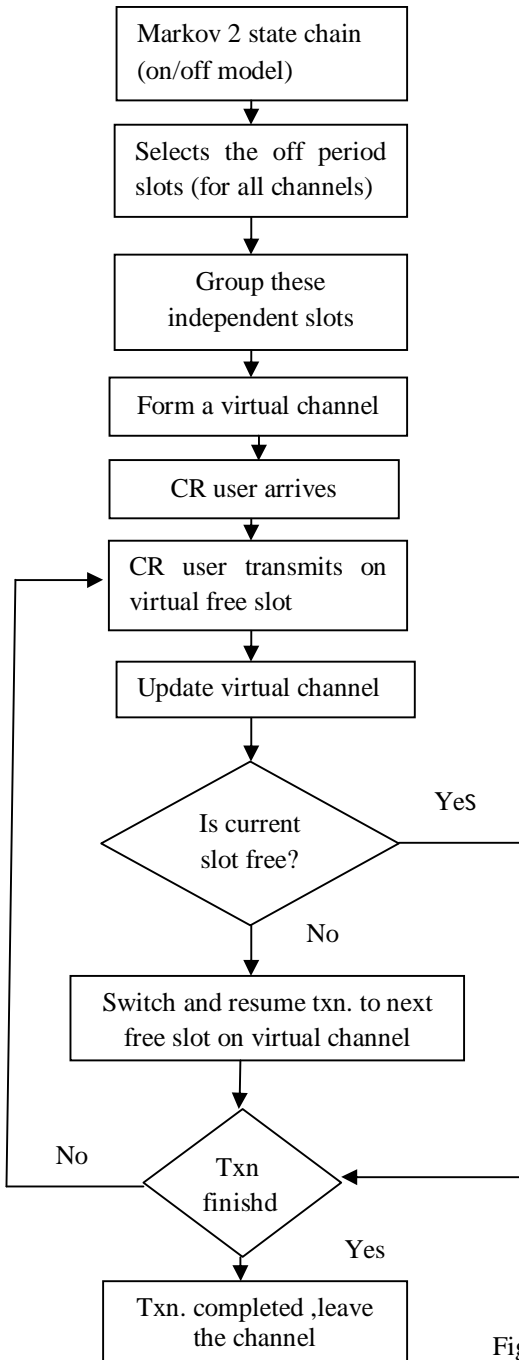 Markov 2 state chain
(on/off model)
Selects the off period
slots (for all channels)
Group these
independent slots
Form a virtual channel
CR user arrives
CR user transmits on
virtual free slot
Update virtual channel
Is current
slot free?
Yes
No
Switch and resume txn. to next
free slot on virtual channel
No
Txn
finishd
Yes
Txn. completed ,leave
the channel
Fig